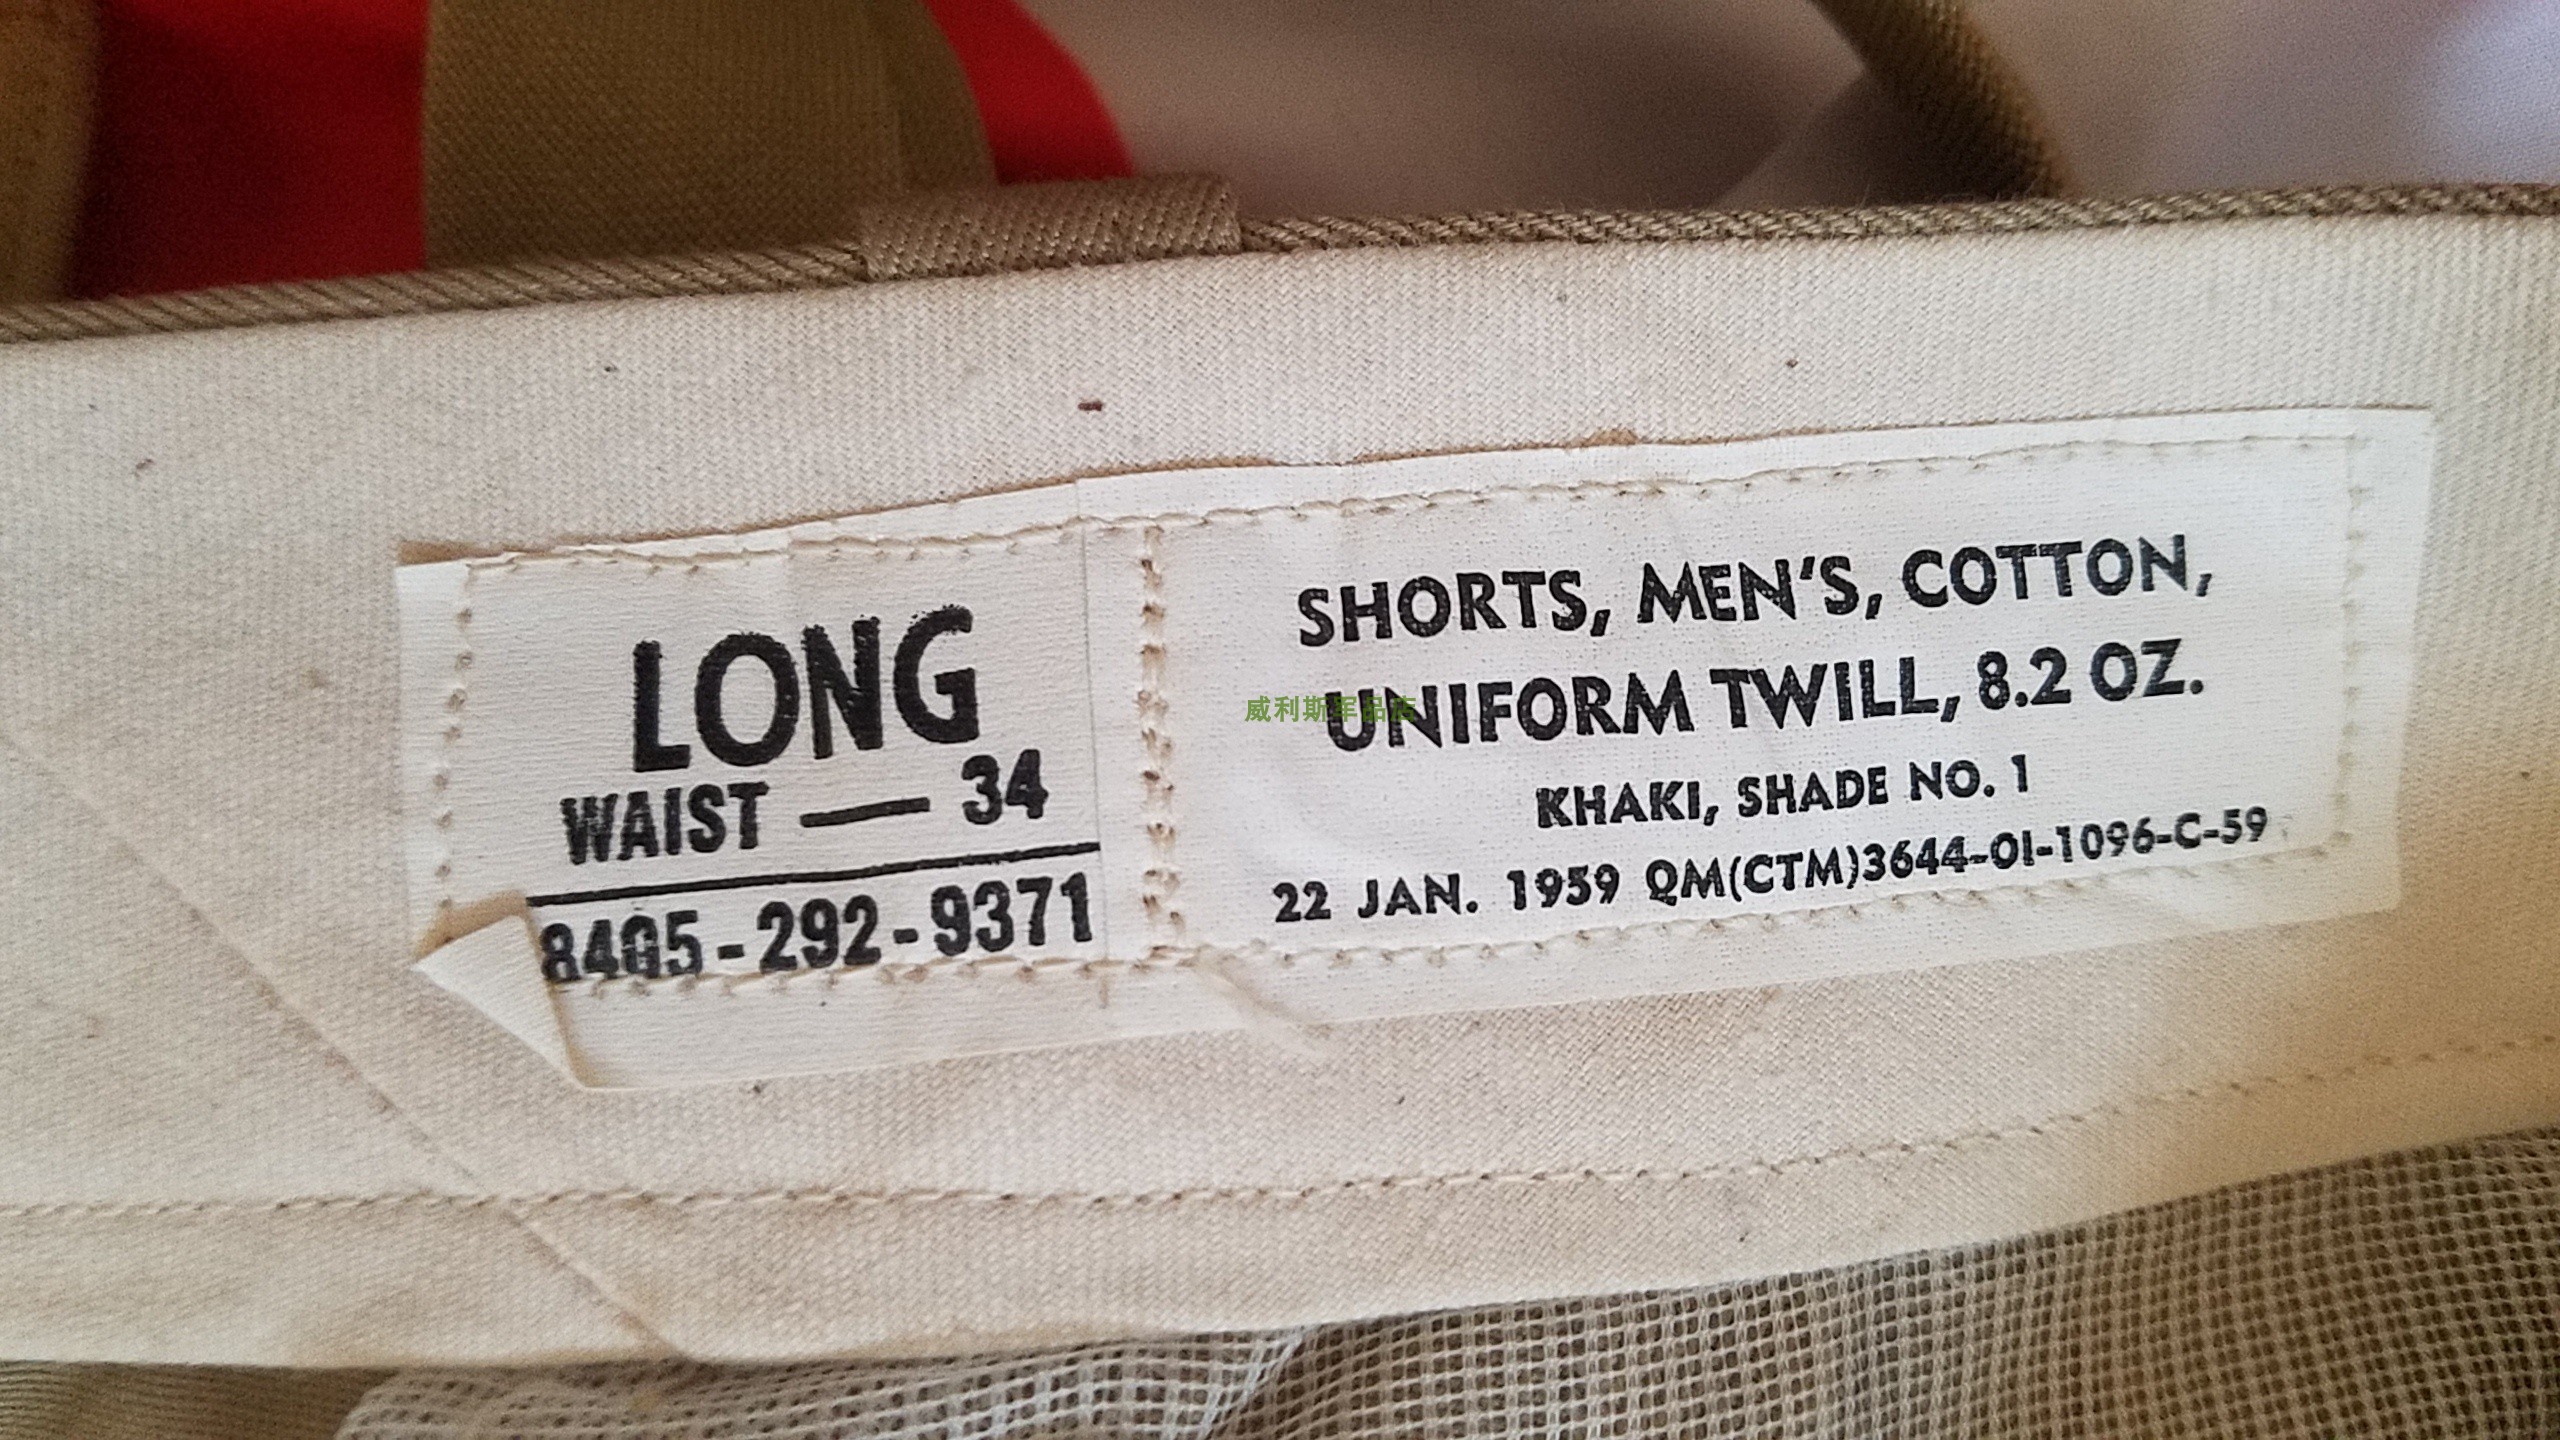 LONG
WAIST — 34
8405-292-9371
SHORTS, MEN'S, COTTON,
UNIFORM TWILL, 8.2 OZ.
KHAKI, SHADE NO. 1
22 JAN. 1959 QM(CTM)3644-OI-1096-C-59
威利斯军品店